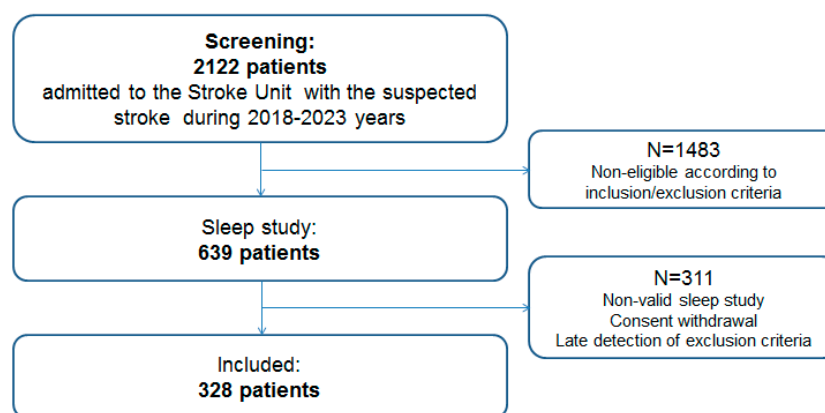 Screening:
2122 patients
admitted to the Stroke Unit with the suspected
stroke during 2018-2023 years
N=1483
Non-eligible according to
inclusion/exclusion criteria
Sleep study:
639 patients
N=311
Non-valid sleep study
Consent withdrawal
Late detection of exclusion criteria
Included:
328 patients